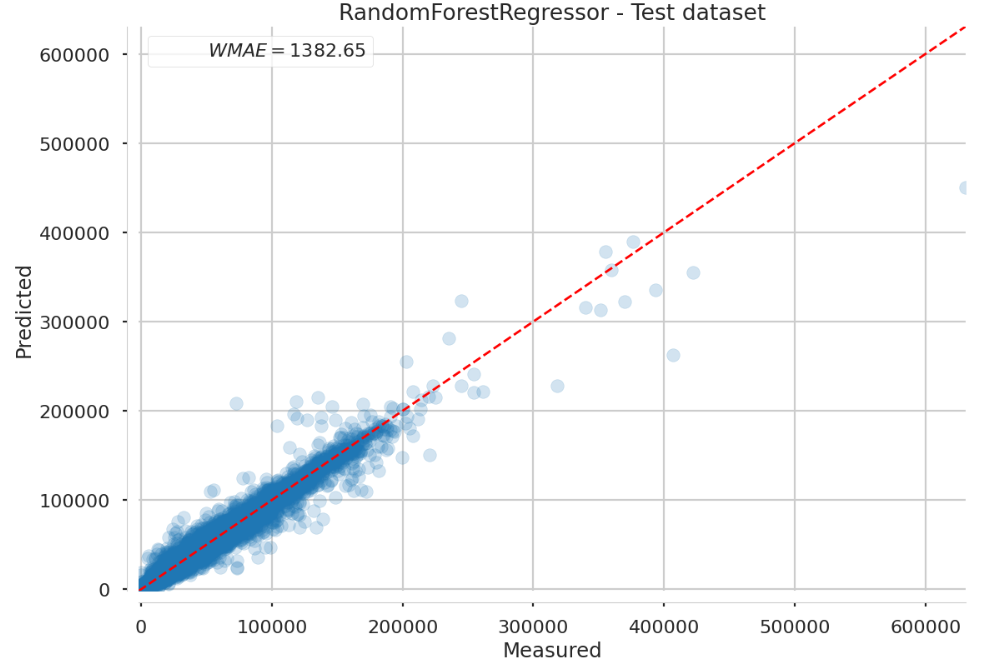 RandomForestRegressor - Test dataset
WMAE = 1382.65
600000
500000
400000
300000
200000
100000
0
Predicted
0 100000 200000 300000 400000 500000 600000
Measured